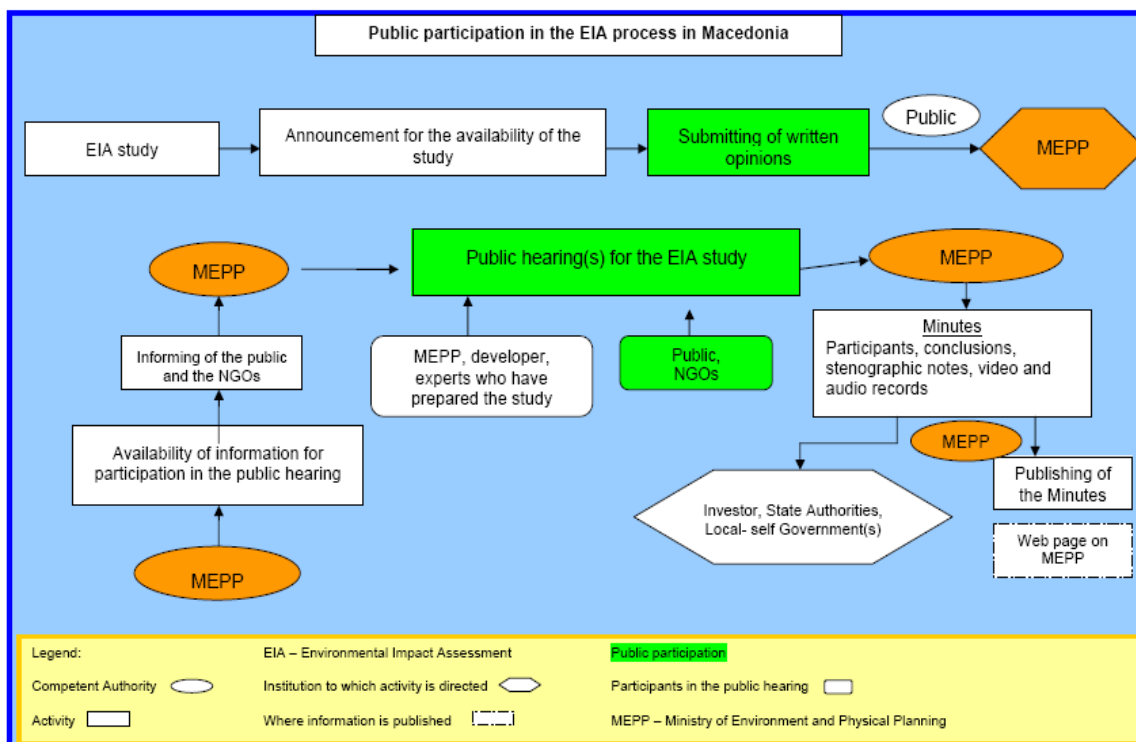 Public participation in the EIA process in Macedonia
EIA study
Announcement for the availability of the
study
Submitting of written
opinions
Public
MEPP
MEPP
Public hearing(s) for the EIA study
MEPP
Informing of the public
and the NGOs
MEPP, developer,
experts who have
prepared the study
Public,
NGOs
Minutes
Participants, conclusions,
stenographic notes, video and
audio records
Availability of information for
participation in the public hearing
MEPP
Publishing of
the Minutes
Investor, State Authorities,
Local- self Government(s)
Web page on
MEPP
MEPP
Legend:
EIA – Environmental Impact Assessment
Public participation
Competent Authority
Institution to which activity is directed
Participants in the public hearing
Activity
Where information is published
MEPP – Ministry of Environment and Physical Planning